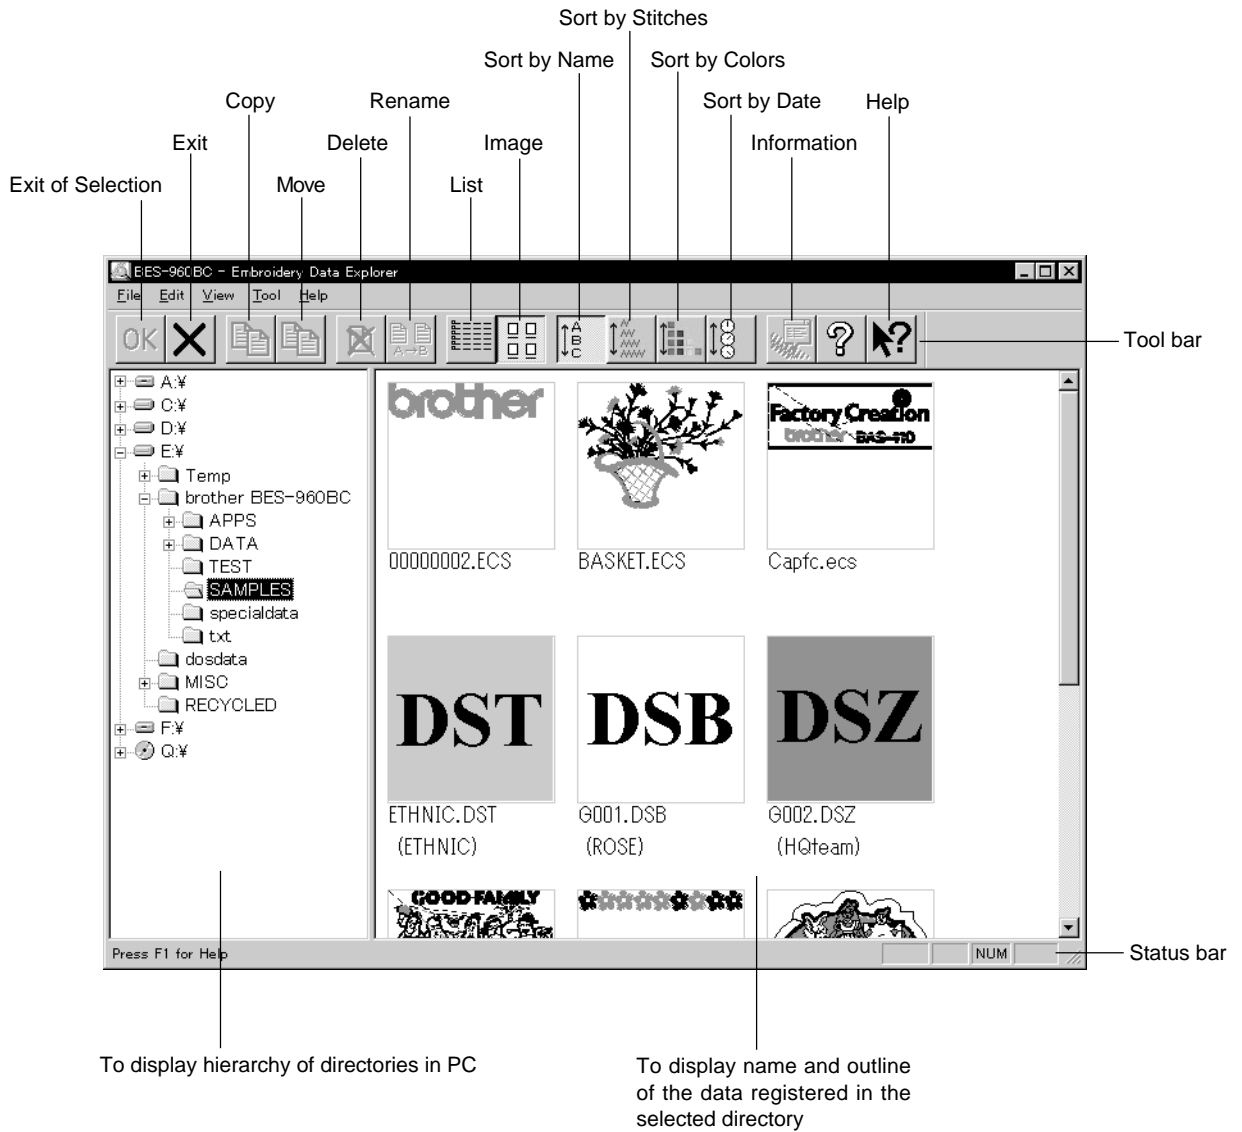 Sort by Stitches
Sort by Name
Sort by Colors
Copy
Rename
Sort by Date
Help
Exit
Delete
Image
Information
Exit of Selection
Move
List
BES-960BC - Embroidery Data Explorer
File Edit View Tool Help
OK
A→B
A
B
C
Tool bar
A:¥
C:¥
D:¥
E:¥
Temp
brother BES-960BC
APPS
DATA
TEST
SAMPLES
specialdata
txt
dosdata
MISC
RECYCLED
F:¥
Q:¥
brother
Factory Creation
brother BAS-410
00000002.ECS
BASKET.ECS
Capfc.ecs
DST
DSB
DSZ
ETHNIC.DST
G001.DSB
G002.DSZ
(ETHNIC)
(ROSE)
(HQteam)
GOOD FAMILY
Press F1 for Help
NUM
Status bar
To display hierarchy of directories in PC
To display name and outline
of the data registered in the
selected directory